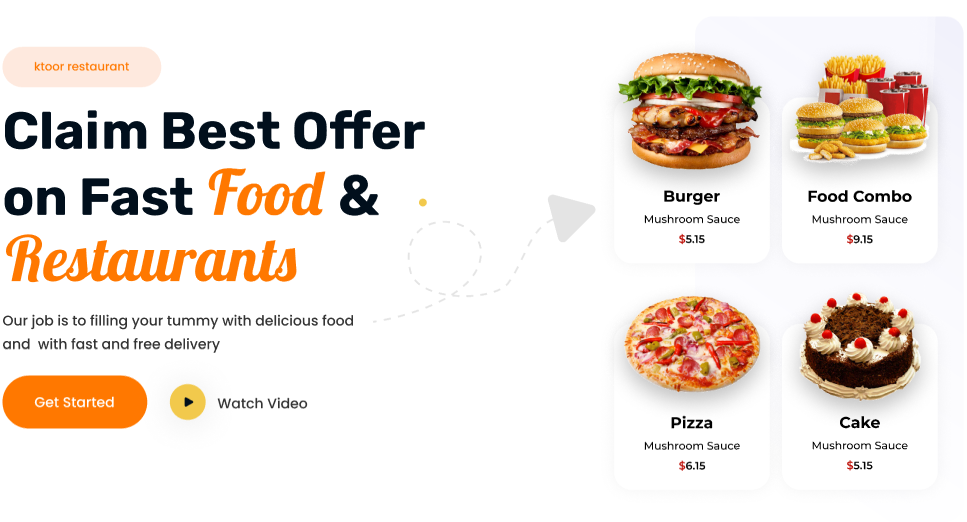 ktoor restaurant
Claim Best Offer
on Fast Food &
Restaurants
Our job is to filling your tummy with delicious food
and with fast and free delivery
Get Started
Watch Video
Burger
Mushroom Sauce
$5.15
Food Combo
Mushroom Sauce
$9.15
Pizza
Mushroom Sauce
$6.15
Cake
Mushroom Sauce
$5.15